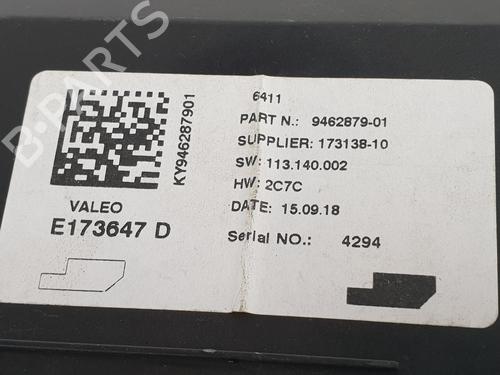 B-PARTS
6411
PART N.: 9462879-01
SUPPLIER: 173138-10
SW: 113.140.002
HW: 2C7C
DATE: 15.09.18
Serial NO.: 4294
KY946287901
VALEO
E173647 D